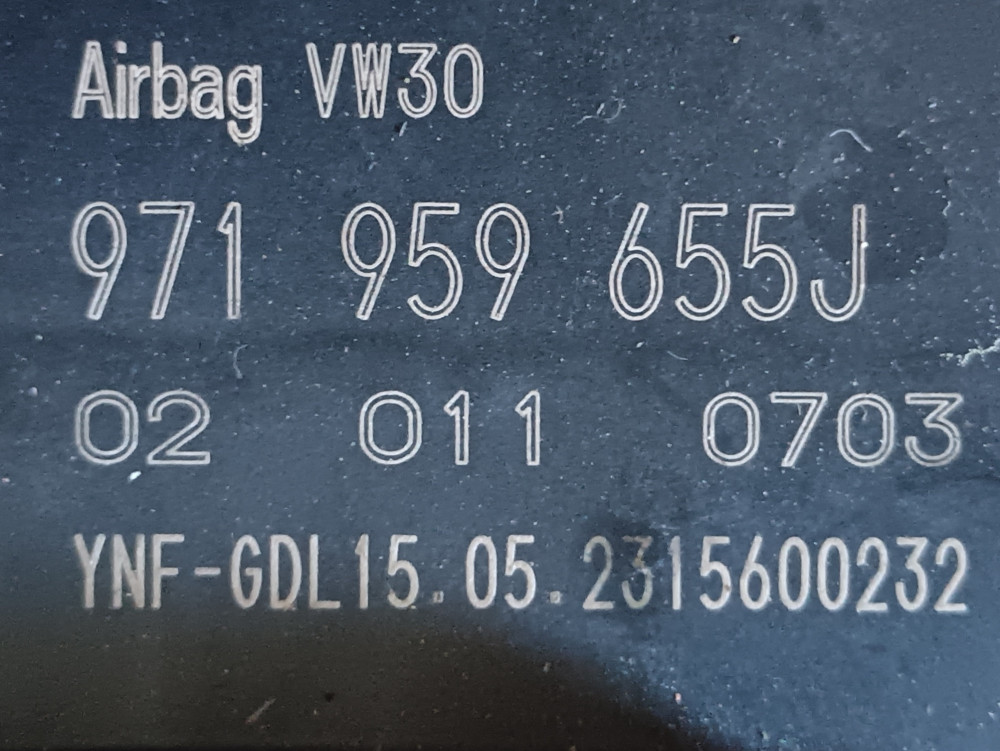 Airbag VW30
971 959 655J
02 011 0703
YNF-GDL15.05.2315600232